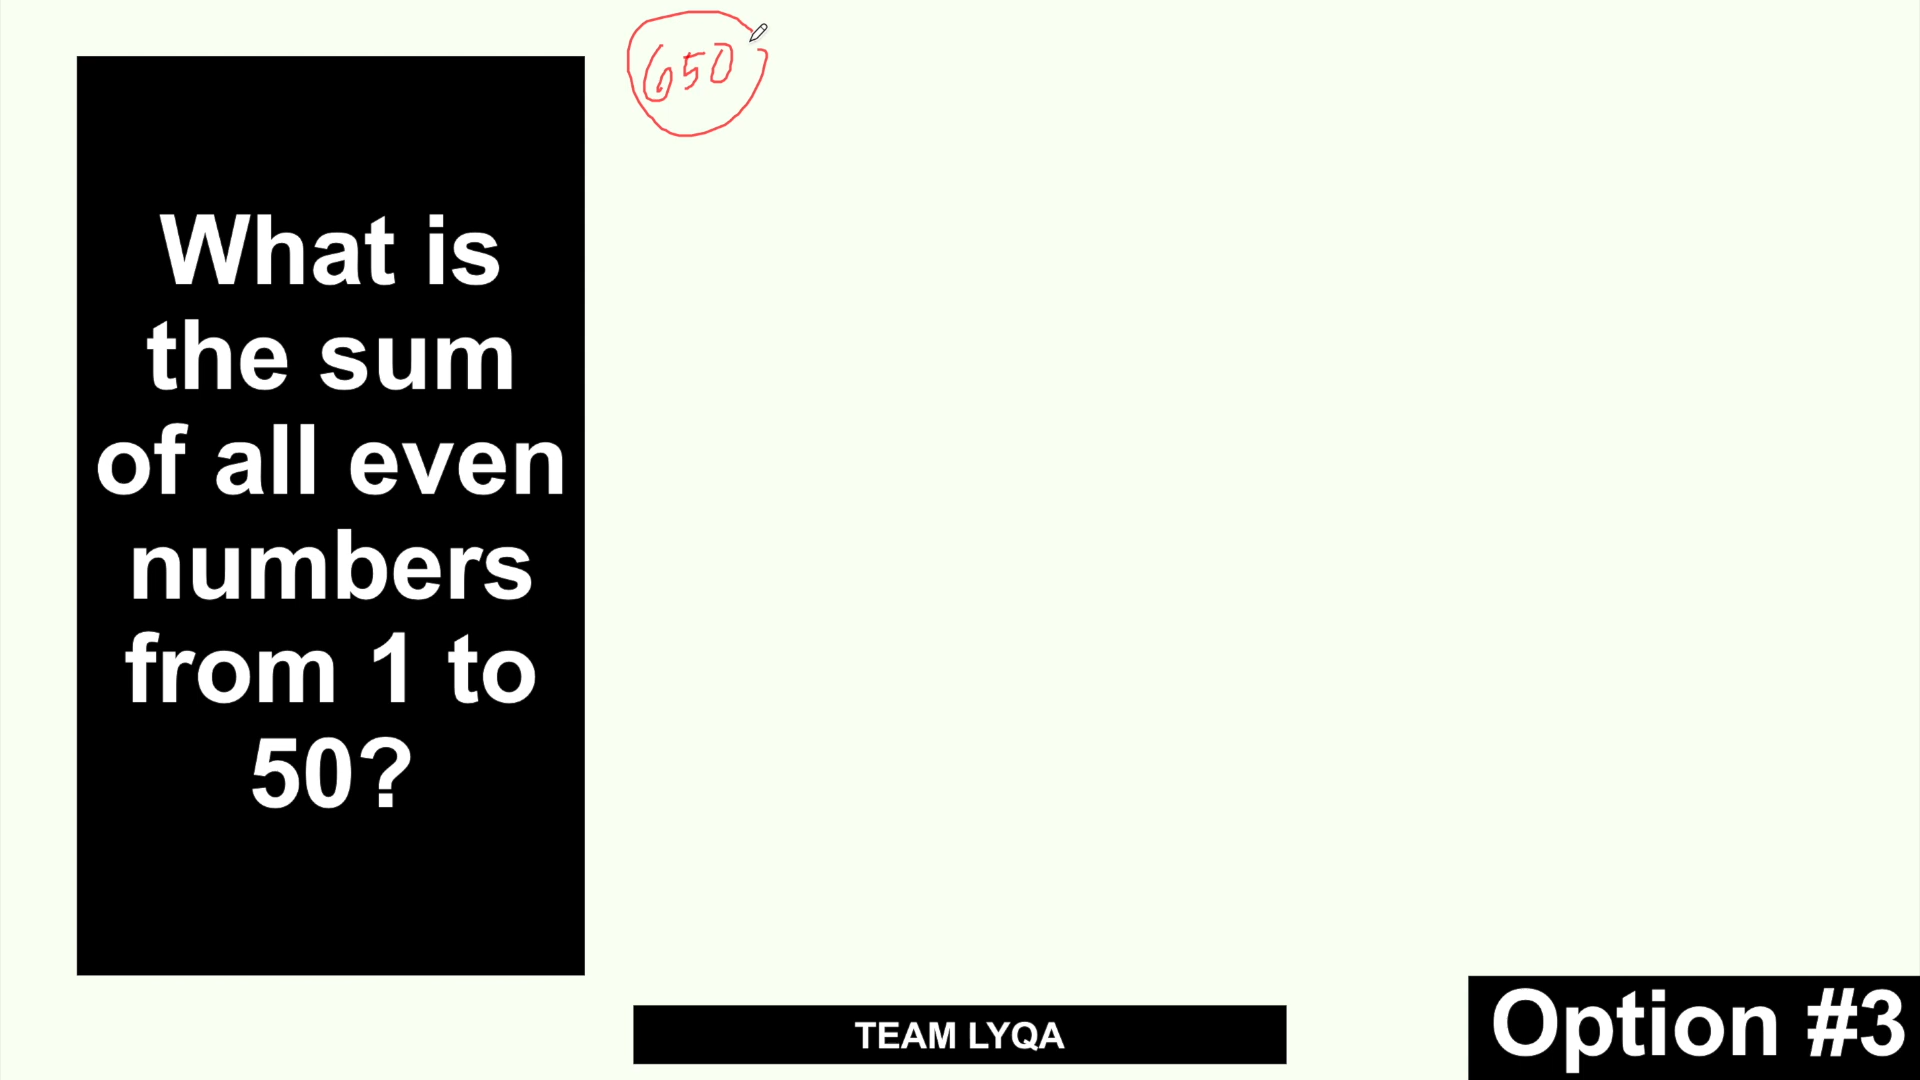 650
What is
the sum
of all even
numbers
from 1 to
50?
TEAM LYQA
Option #3